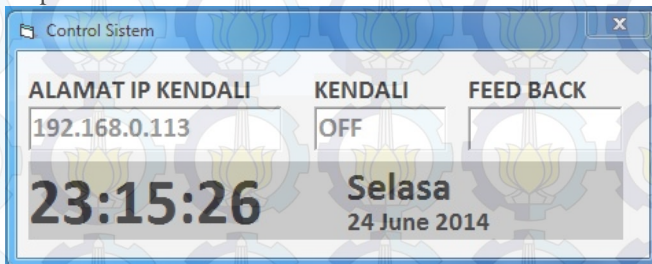 Control Sistem
ALAMAT IP KENDALI KENDALI FEED BACK
192.168.0.113 OFF
23:15:26 Selasa
24 June 2014